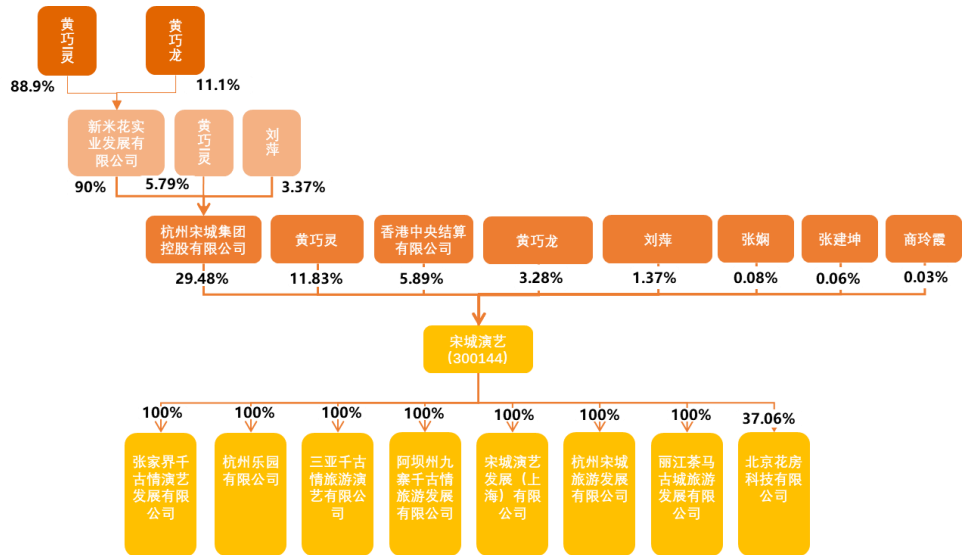 黄
巧
灵
黄
巧
龙
88.9%
11.1%
新米花实
业发展有
限公司
黄
巧
灵
刘
萍
90%
5.79%
3.37%
杭州宋城集团
控股有限公司
黄巧灵
香港中央结算
有限公司
黄巧龙
刘萍
张娴
张建坤
商玲霞
29.48%
11.83%
5.89%
3.28%
1.37%
0.08%
0.06%
0.03%
宋城演艺
(300144)
100%
100%
100%
100%
100%
100%
100%
37.06%
张家界千
古情演艺
发展有限
公司
杭州乐园
有限公司
三亚千古
情旅游演
艺有限公
司
阿坝州九
寨千古情
旅游发展
有限公司
宋城演艺
发展（上
海）有限
公司
杭州宋城
旅游发展
有限公司
丽江茶马
古城旅游
发展有限
公司
北京花房
科技有限
公司